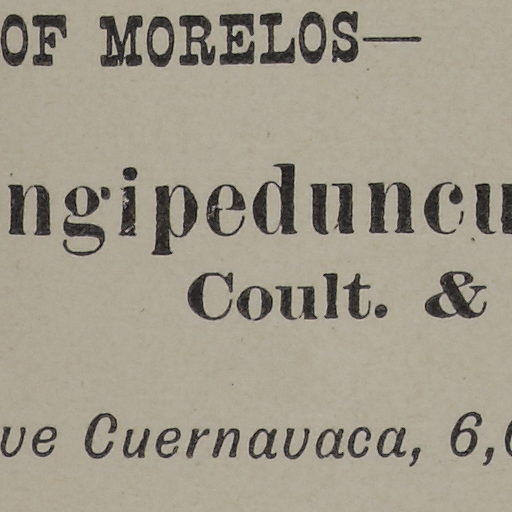 OF MORELOS—
ngipeduncu
Coult. &
ve Cuernavaca, 6,